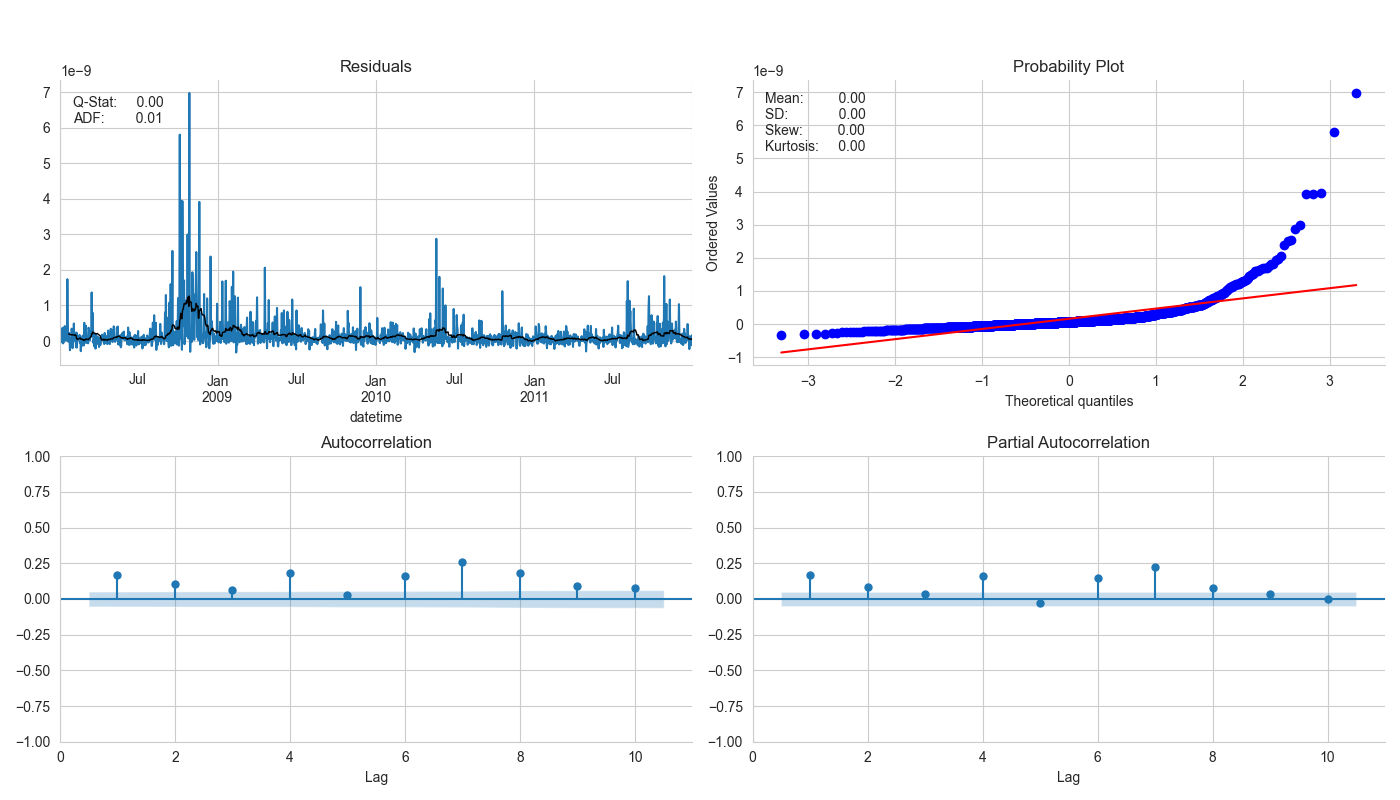 Residuals
1e−9
Q-Stat: 0.00
ADF: 0.01
7
6
5
4
3
2
1
0
Jul
Jan
2009
Jul
Jan
2010
Jul
Jan
2011
Jul
datetime
Probability Plot
1e−9
Mean: 0.00
SD: 0.00
Skew: 0.00
Kurtosis: 0.00
Ordered Values
7
6
5
4
3
2
1
0
−1
−3
−2
−1
0
1
2
3
Theoretical quantiles
Autocorrelation
1.00
0.75
0.50
0.25
0.00
−0.25
−0.50
−0.75
−1.00
0
2
4
6
8
10
Lag
Partial Autocorrelation
1.00
0.75
0.50
0.25
0.00
−0.25
−0.50
−0.75
−1.00
0
2
4
6
8
10
Lag